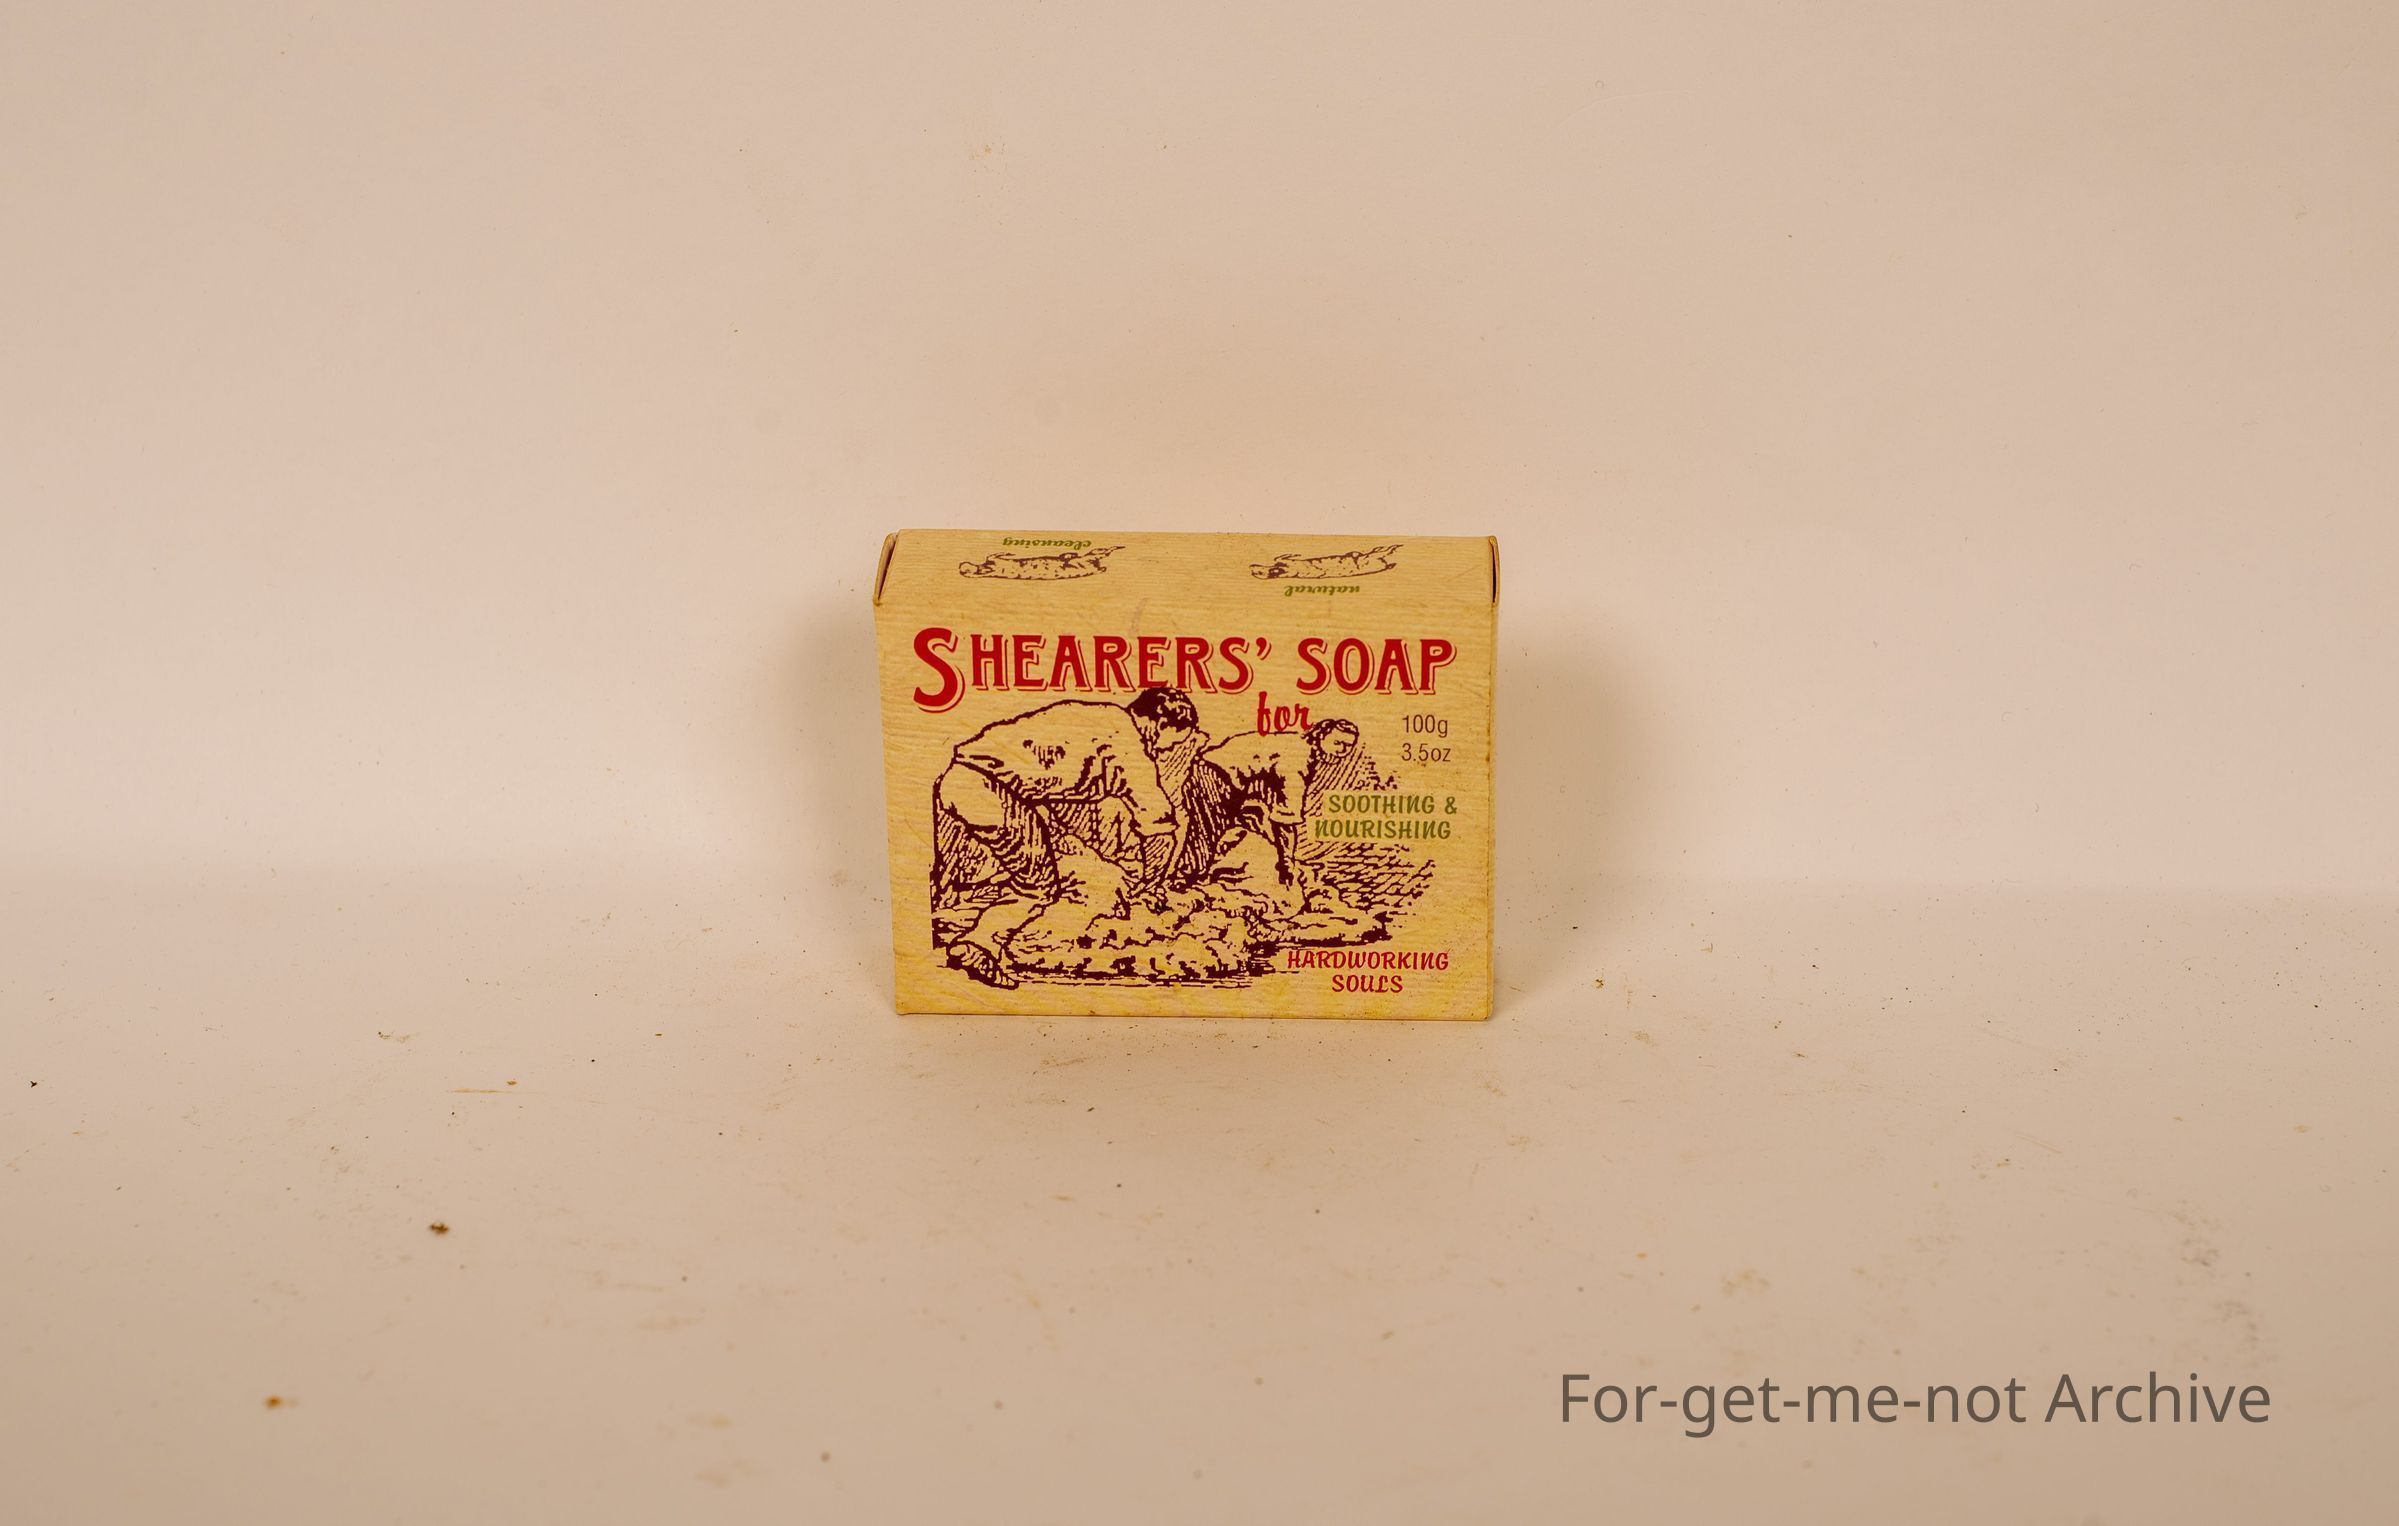 cleansing
natural
SHEARERS' SOAP
for
100g
3.5oz
SOOTHING &
NOURISHING
HARDWORKING
SOULS
For-get-me-not Archive